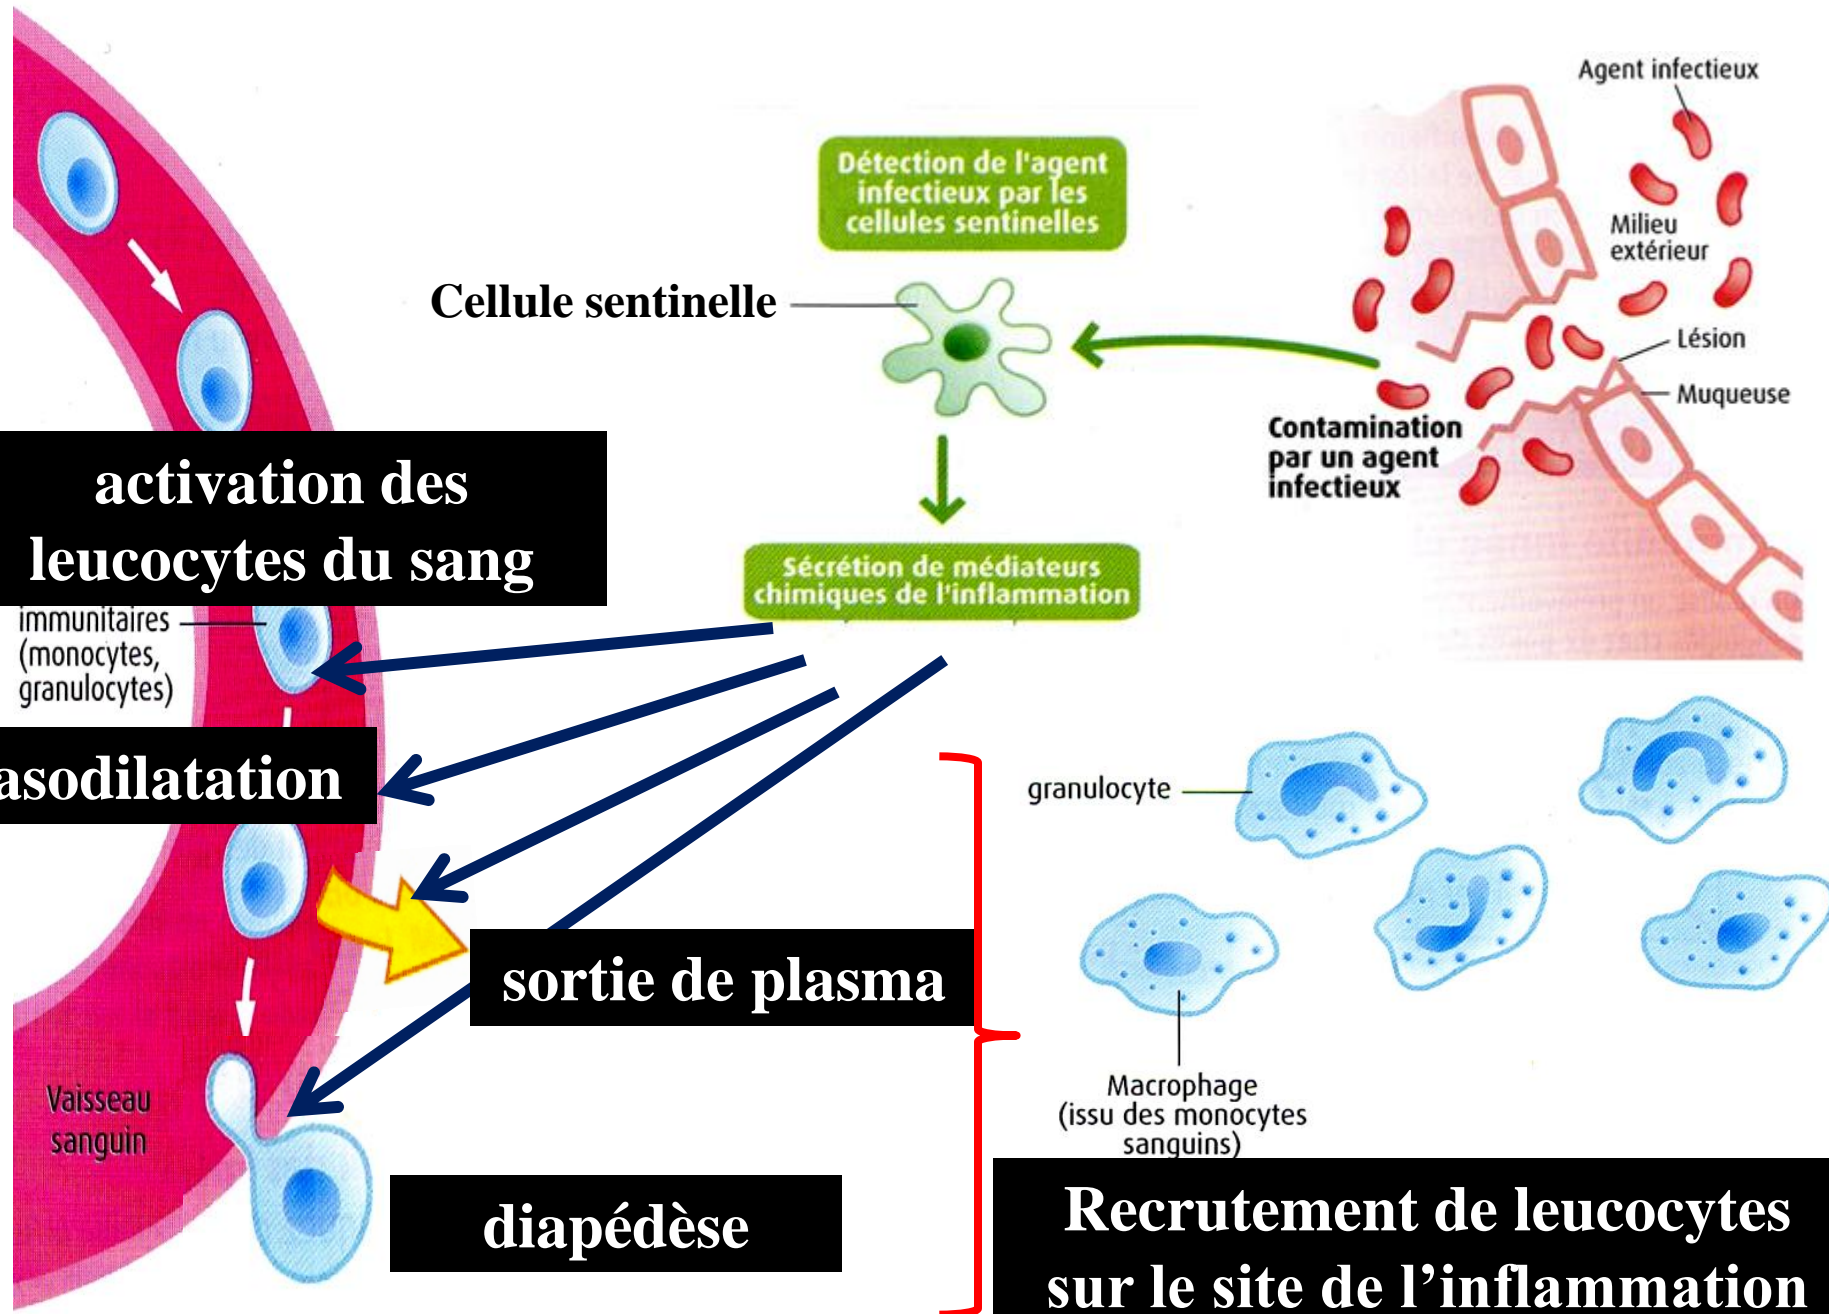 Agent infectieux
Détection de l'agent
infectieux par les
cellules sentinelles
Milieu
extérieur
Cellule sentinelle
Lésion
Muqueuse
Contamination
par un agent
infectieux
activation des
leucocytes du sang
Sécrétion de médiateurs
chimiques de l'inflammation
immunitaires
(monocytes,
granulocytes)
asodilatation
granulocyte
sortie de plasma
Macrophage
(issu des monocytes
sanguins)
Vaisseau
sanguin
diapédèse
Recrutement de leucocytes
sur le site de l’inflammation